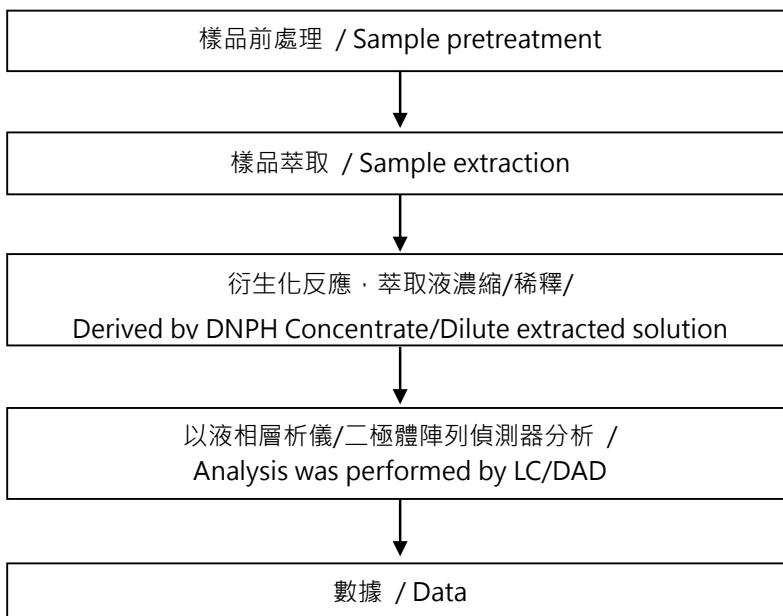 樣品前處理 / Sample pretreatment
樣品萃取 / Sample extraction
衍生化反應，萃取液濃縮/稀釋/
Derived by DNPH Concentrate/Dilute extracted solution
以液相層析儀/二極體陣列偵測器分析 /
Analysis was performed by LC/DAD
數據 / Data